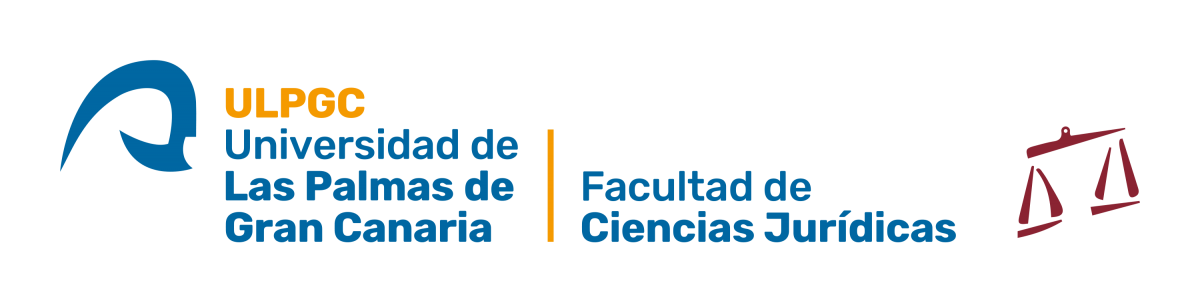 ULPGC
Universidad de
Las Palmas de
Gran Canaria
Facultad de
Ciencias Jurídicas